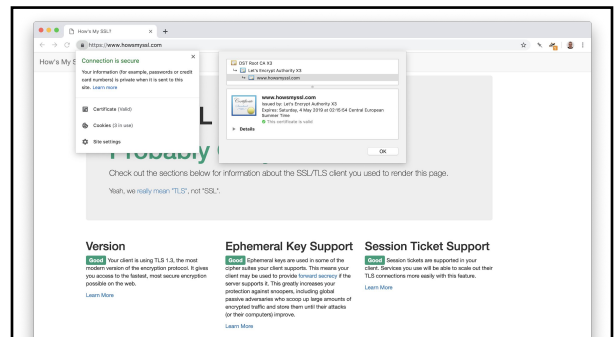 How's My SSL?
https://www.howsmyssl.com
How's My S
Connection is secure
Your information (for example, passwords or credit
card numbers) is private when it is sent to this
site. Learn more
Certificate (Valid)
Cookies (3 in use)
Site settings
DST Root CA X3
Let's Encrypt Authority X3
www.howsmyssl.com
Certificate
www.howsmyssl.com
Issued by: Let's Encrypt Authority X3
Expires: Saturday, 4 May 2019 at 02:15:54 Central European
Summer Time
This certificate is valid
Details
OK
L
Probably
Check out the sections below for information about the SSL/TLS client you used to render this page.
Yeah, we really mean "TLS", not "SSL".
Version
Good Your client is using TLS 1.3, the most
modern version of the encryption protocol. It gives
you access to the fastest, most secure encryption
possible on the web.
Learn More
Ephemeral Key Support
Good Ephemeral keys are used in some of the
cipher suites your client supports. This means your
client may be used to provide forward secrecy if the
server supports it. This greatly increases your
protection against snoopers, including global
passive adversaries who scoop up large amounts of
encrypted traffic and store them until their attacks
(or their computers) improve.
Learn More
Session Ticket Support
Good Session tickets are supported in your
client. Services you use will be able to scale out their
TLS connections more easily with this feature.
Learn More